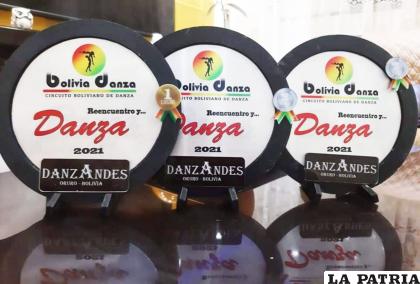 bolivia danza
CIRCUITO BOLIVIANO DE DANZA
Reencuentro y...
Danza
2021
DANZANDES
ORURO - BOLIVIA
bolivia danza
CIRCUITO BOLIVIANO DE DANZA
Reencuentro y...
Danza
2021
DANZANDES
ORURO - BOLIVIA
bolivia danza
CIRCUITO BOLIVIANO DE DANZA
Reencuentro y...
Danza
2021
DANZANDES
ORURO - BOLIVIA
1
LA PATRIA